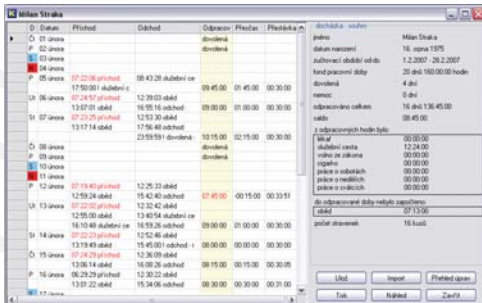 Milan Straka
D Datum Příchod Odchod Odpracov Přesčas Přestávka
Čt 01 února dovolená
P 02 února dovolená
S 03 února
N 04 února
P 05 února 07:22:06 příchod 08:43:28 služební ce
17:50:00 ! služební c 09:45:00 01:45:00 00:30:00
Út 06 února 07:24:57 příchod 12:39:03 oběd
13:07:01 oběd 16:55:16 odchod 09:00:00 01:00:00 00:30:00
St 07 února 07:23:25 příchod 12:53:30 oběd
13:17:14 oběd 17:56:48 odchod
23:59:59 ! dovolená - 10:15:00 02:15:00 00:30:00
Čt 08 února dovolená
P 09 února dovolená
S 10 února
N 11 února
P 12 února 07:19:40 příchod 12:25:33 oběd
12:59:24 oběd 15:42:40 odchod 07:45:00 -00:15:00 00:33:51
Út 13 února 07:22:02 příchod 12:32:42 oběd
12:55:00 oběd 13:40:54 služební ce
16:10:48 služební ce 16:59:26 odchod 09:00:00 01:00:00 00:30:00
St 14 února 07:22:23 příchod 12:52:46 oběd
13:19:49 oběd 15:45:00 ! odchod - r 08:00:00 00:00:00 00:30:00
Čt 15 února 07:24:29 příchod 12:36:09 oběd
13:06:14 oběd 16:08:26 odchod 08:15:00 00:15:00 00:30:05
P 16 února 06:29:29 příchod 12:30:22 oběd
13:01:22 oběd 15:34:06 odchod 08:30:00 00:30:00 00:31:00
S 17 února
docházka - souhrn
jméno Milan Straka
datum narození 16. srpna 1975
zúčtovací období od-do 1.2.2007 - 28.2.2007
fond pracovní doby 20 dnů 160:00:00 hodin
dovolená 4 dní
nemoc 0 dní
odpracováno celkem 16 dnů 136:45:00
saldo 08:45:00
z odpracovných hodin bylo
lékař 00:00:00
služební cesta 12:24:00
volno ze zákona 00:00:00
cigareta 00:00:00
práce o sobotách 00:00:00
práce o nedělích 00:00:00
práce o svátcích 00:00:00
do odpracované doby nebylo započteno
oběd 07:13:00
počet stravenek 16 kusů
Ulož Import Přehled úprav
Tisk Náhled Zavřít